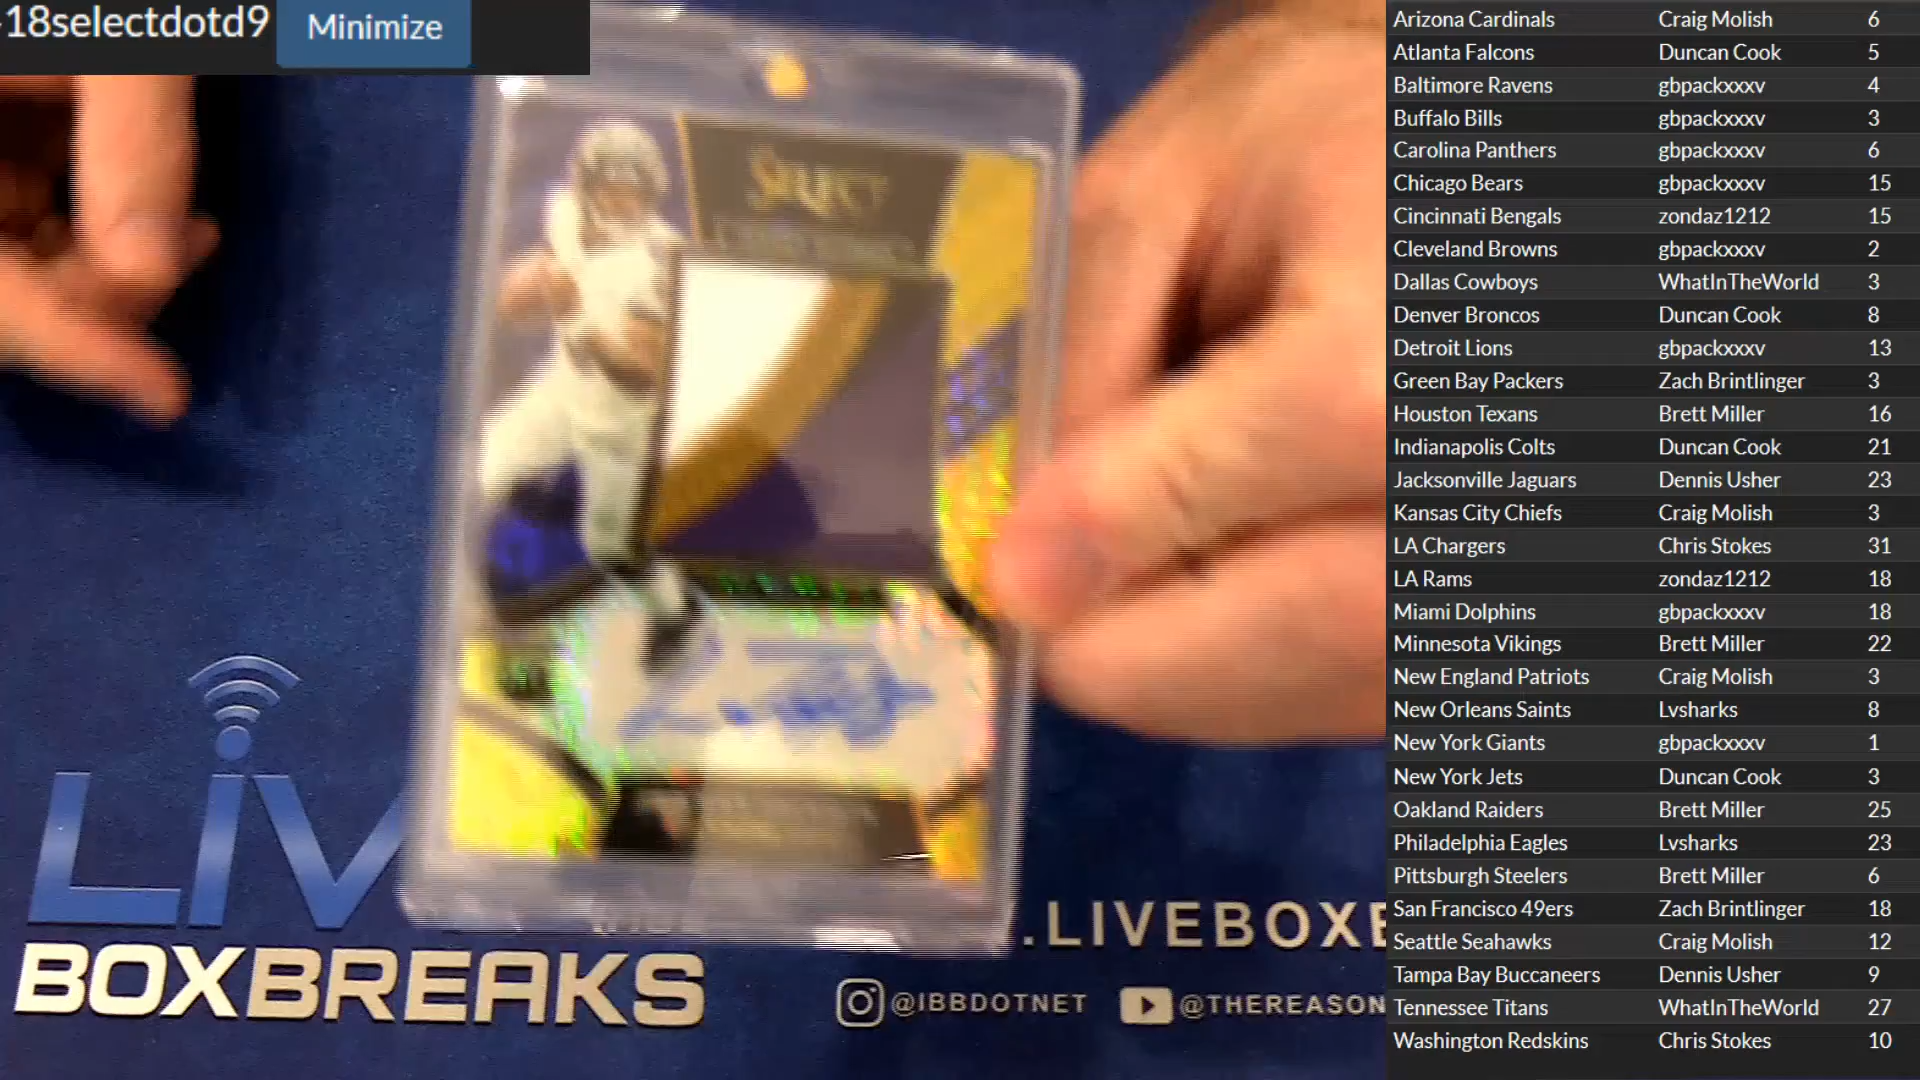 -18selectdotd9
Minimize
SELECT
LIV
BOXBREAKS
.LIVEBOXB
@IBBDOTNET
@THEREASON
Arizona Cardinals Craig Molish 6
Atlanta Falcons Duncan Cook 5
Baltimore Ravens gbpackxxxv 4
Buffalo Bills gbpackxxxv 3
Carolina Panthers gbpackxxxv 6
Chicago Bears gbpackxxxv 15
Cincinnati Bengals zondaz1212 15
Cleveland Browns gbpackxxxv 2
Dallas Cowboys WhatInTheWorld 3
Denver Broncos Duncan Cook 8
Detroit Lions gbpackxxxv 13
Green Bay Packers Zach Brintlinger 3
Houston Texans Brett Miller 16
Indianapolis Colts Duncan Cook 21
Jacksonville Jaguars Dennis Usher 23
Kansas City Chiefs Craig Molish 3
LA Chargers Chris Stokes 31
LA Rams zondaz1212 18
Miami Dolphins gbpackxxxv 18
Minnesota Vikings Brett Miller 22
New England Patriots Craig Molish 3
New Orleans Saints Lvsharks 8
New York Giants gbpackxxxv 1
New York Jets Duncan Cook 3
Oakland Raiders Brett Miller 25
Philadelphia Eagles Lvsharks 23
Pittsburgh Steelers Brett Miller 6
San Francisco 49ers Zach Brintlinger 18
Seattle Seahawks Craig Molish 12
Tampa Bay Buccaneers Dennis Usher 9
Tennessee Titans WhatInTheWorld 27
Washington Redskins Chris Stokes 10